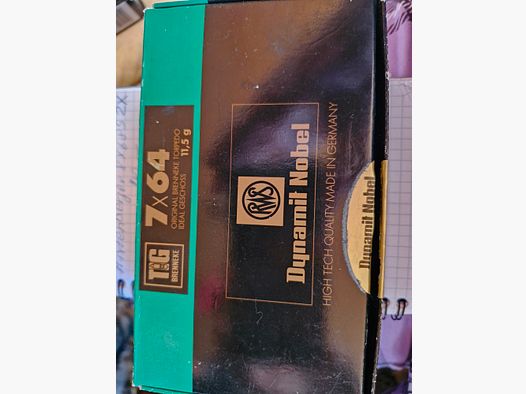 7x64
ORIGINAL BRENNEKE TORPEDO
IDEAL GESCHOSS 11,5 g
TIG
BRENNEKE
RWS
Dynamit Nobel
HIGH TECH QUALITY MADE IN GERMANY
Dynamit Nobel